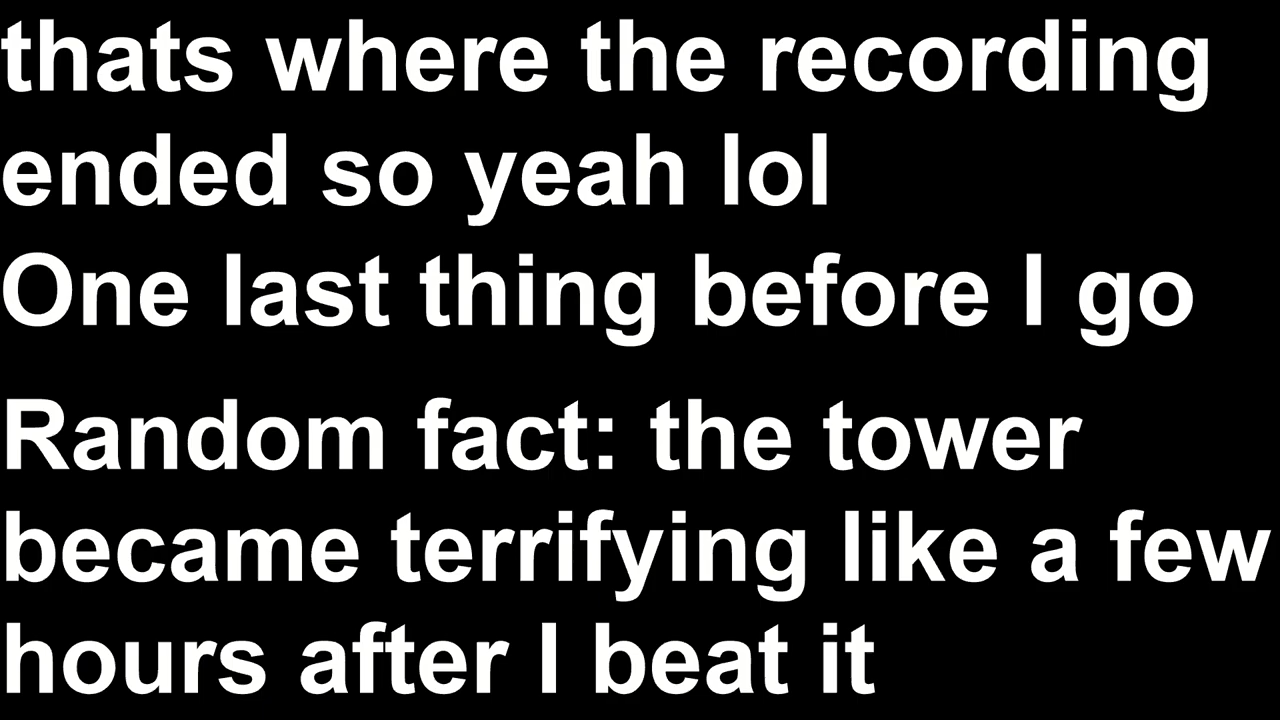 thats where the recording
ended so yeah lol
One last thing before I go
Random fact: the tower
became terrifying like a few
hours after I beat it